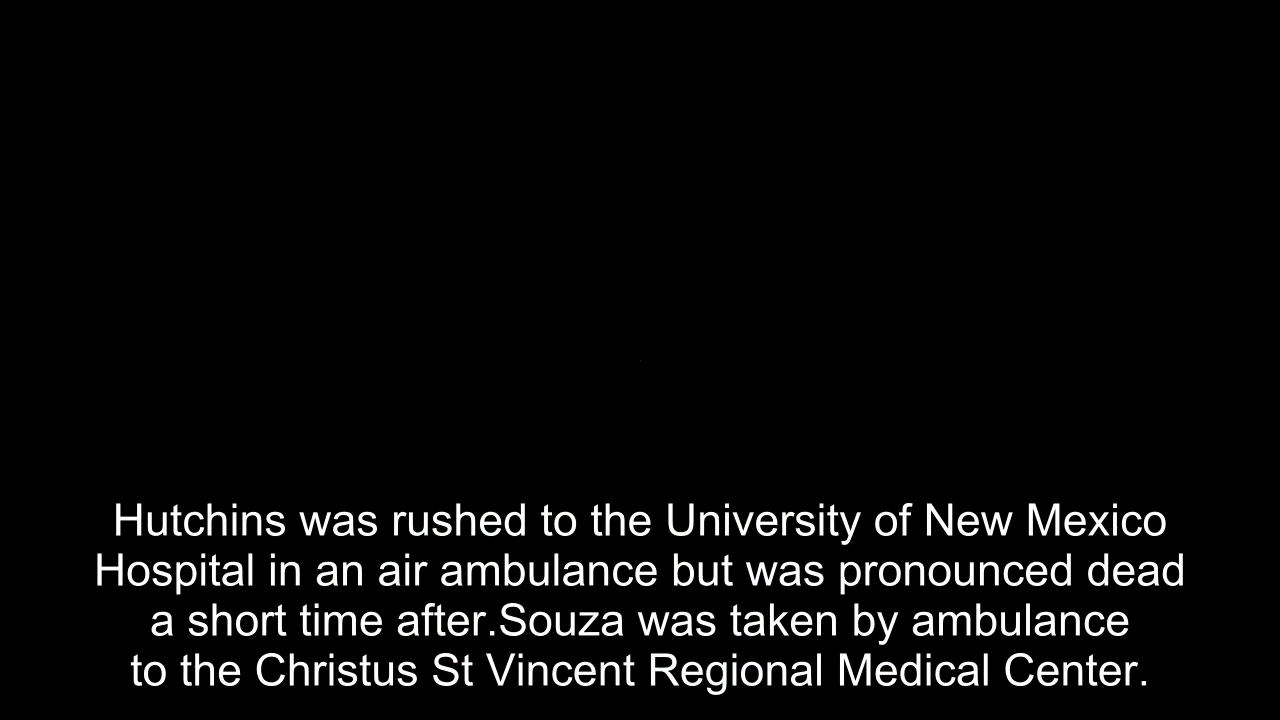 Hutchins was rushed to the University of New Mexico
Hospital in an air ambulance but was pronounced dead
a short time after.Souza was taken by ambulance
to the Christus St Vincent Regional Medical Center.